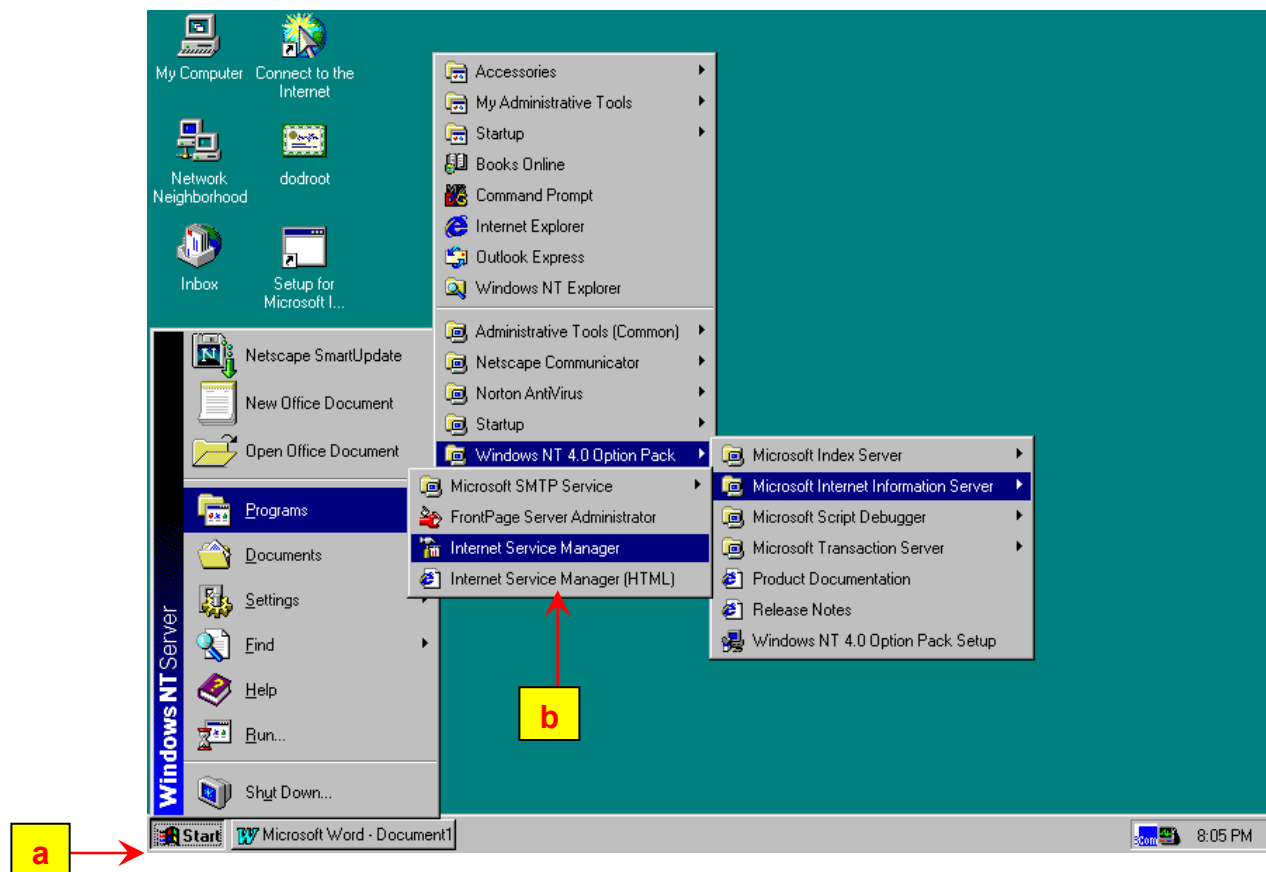 My Computer
Connect to the
Internet
Network
Neighborhood
dodroot
Inbox
Setup for
Microsoft I...
Accessories
My Administrative Tools
Startup
Books Online
Command Prompt
Internet Explorer
Outlook Express
Windows NT Explorer
Administrative Tools (Common)
Netscape Communicator
Norton AntiVirus
Startup
Windows NT 4.0 Option Pack
Netscape SmartUpdate
New Office Document
Open Office Document
Programs
Documents
Settings
Find
Help
Run...
Shut Down...
Windows NT Server
Microsoft SMTP Service
FrontPage Server Administrator
Internet Service Manager
Internet Service Manager (HTML)
Microsoft Index Server
Microsoft Internet Information Server
Microsoft Script Debugger
Microsoft Transaction Server
Product Documentation
Release Notes
Windows NT 4.0 Option Pack Setup
b
a
Start
Microsoft Word - Document1
3Com
8:05 PM